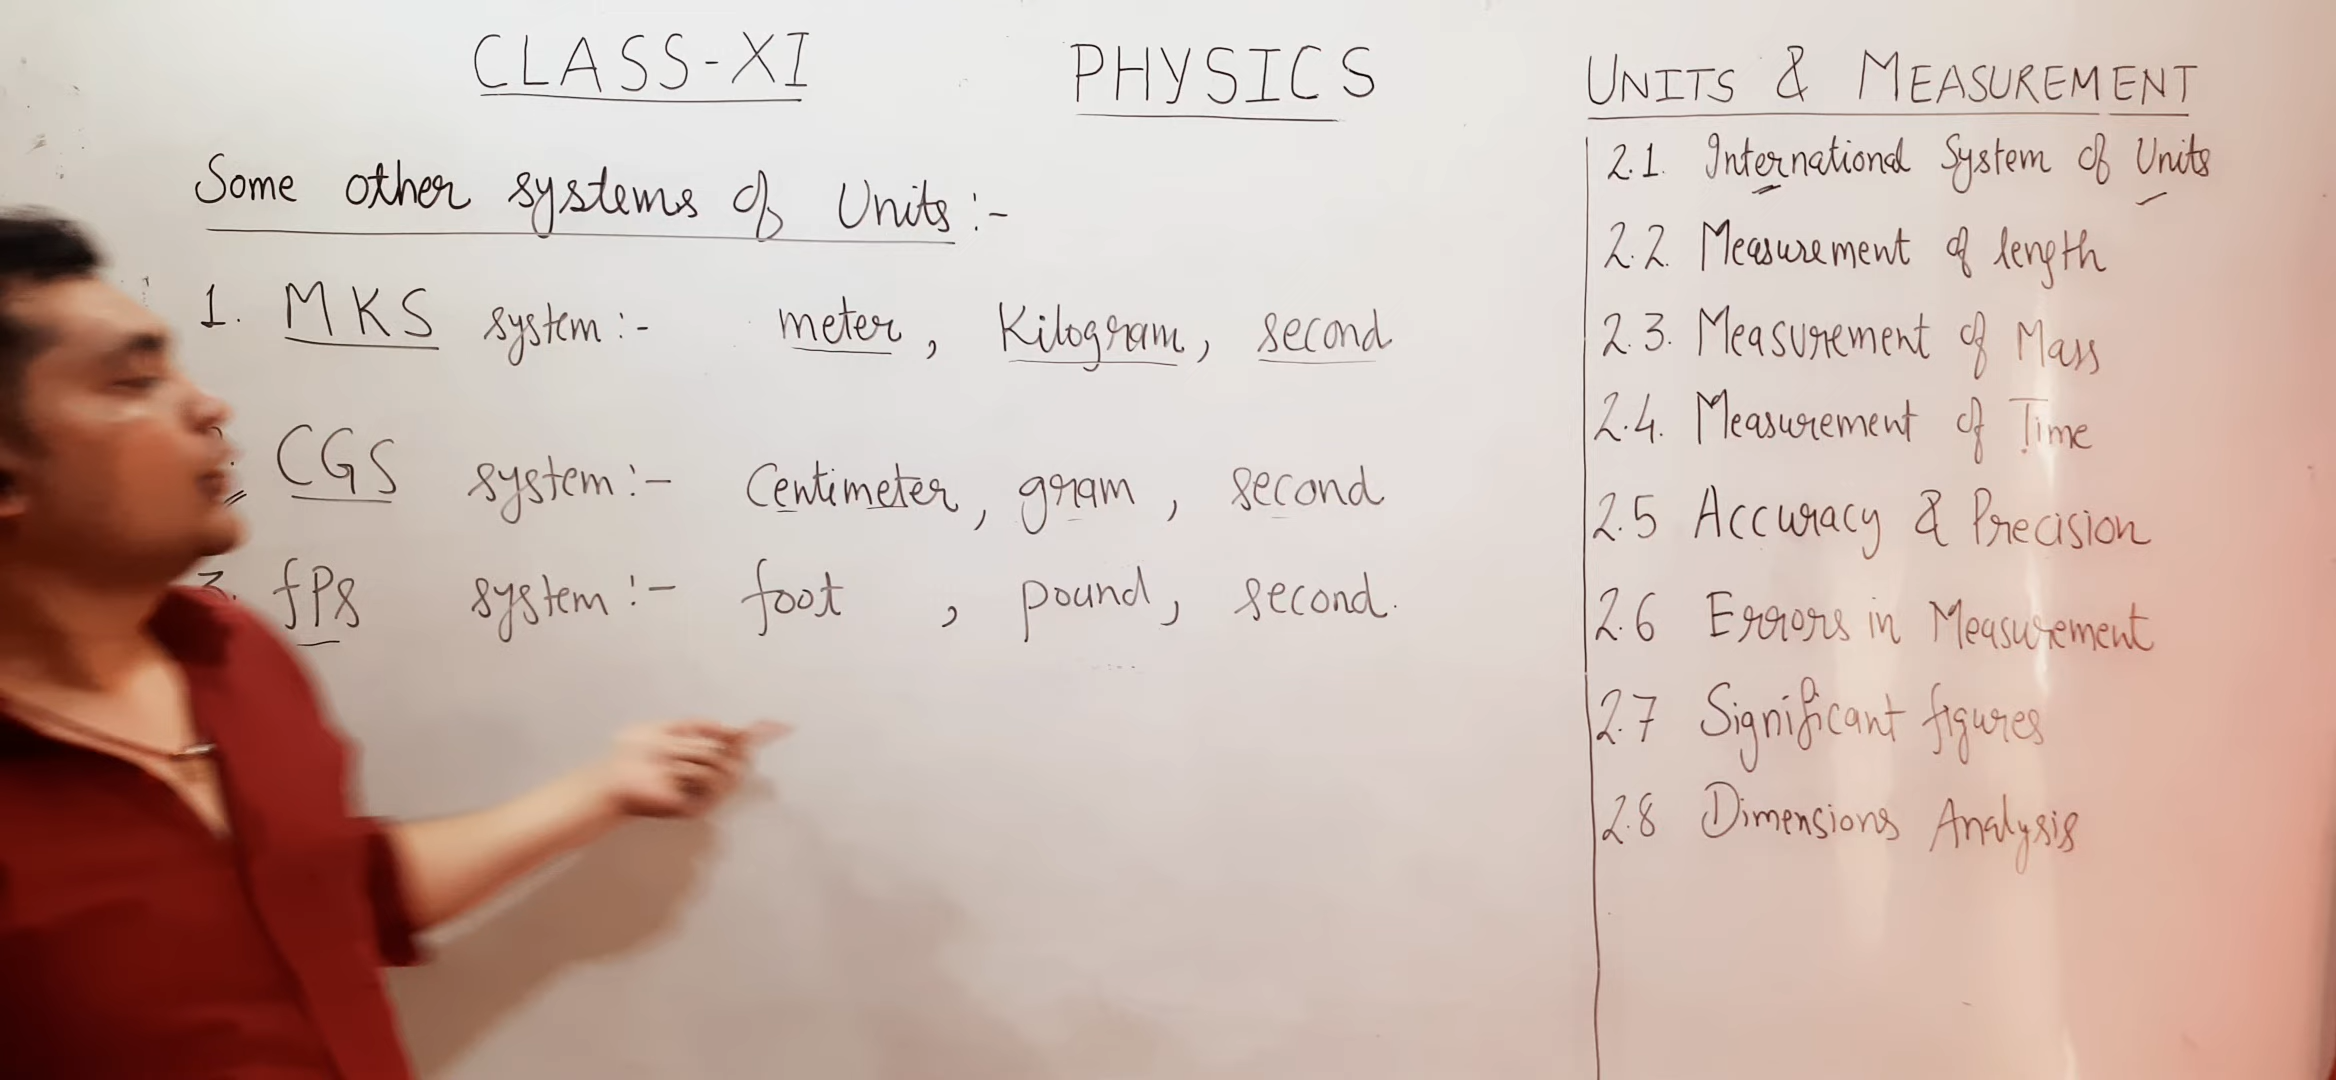 CLASS-XI PHYSICS
Some other systems of Units:-
1. MKS system:- meter, Kilogram, second
CGS system:- Centimeter, gram, second
3. fPs system:- foot, pound, second.
UNITS & MEASUREMENT
2.1. International System of Units
2.2. Measurement of length
2.3. Measurement of Mass
2.4. Measurement of Time
2.5 Accuracy & Precision
2.6 Errors in Measurement
2.7 Significant figures
2.8 Dimensions Analysis